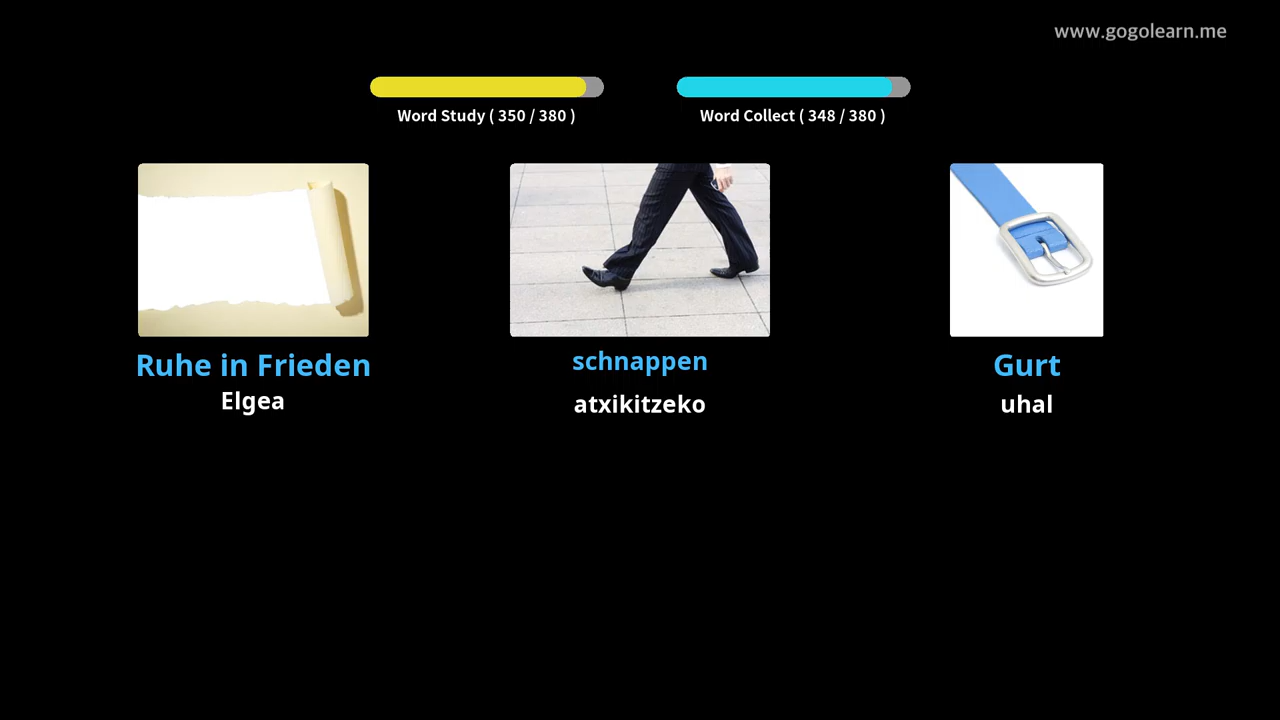 www.gogolearn.me
Word Study ( 350 / 380 )
Word Collect ( 348 / 380 )
Ruhe in Frieden
Elgea
schnappen
atxikitzeko
Gurt
uhal